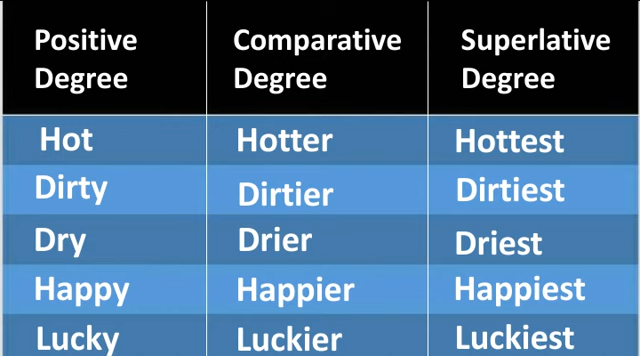 Positive Degree
Comparative Degree
Superlative Degree
Hot Hotter Hottest
Dirty Dirtier Dirtiest
Dry Drier Driest
Happy Happier Happiest
Lucky Luckier Luckiest